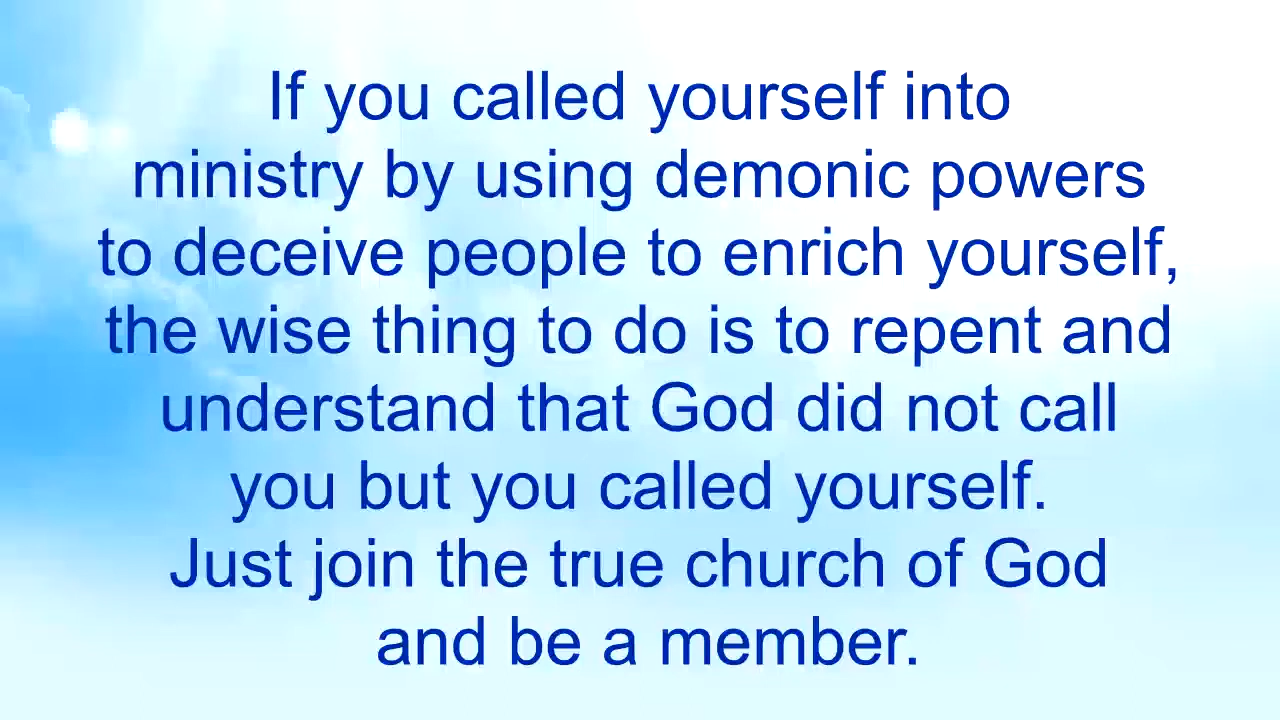 If you called yourself into
ministry by using demonic powers
to deceive people to enrich yourself,
the wise thing to do is to repent and
understand that God did not call
you but you called yourself.
Just join the true church of God
and be a member.